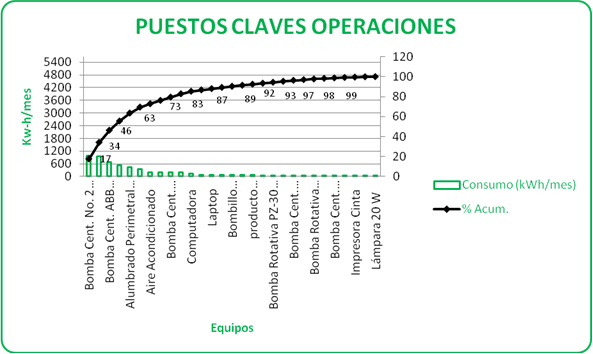 PUESTOS CLAVES OPERACIONES
Kw-h/mes
5400
4800
4200
3600
3000
2400
1800
1200
600
0
120
100
80
60
40
20
0
17
34
46
63
73
83
87
89
92
93
97
98
99
Bomba Cent. No. 2...
Bomba Cent. ABB...
Alumbrado Perimetral...
Aire Acondicionado
Bomba Cent....
Computadora
Laptop
Bombillo...
producto...
Bomba Rotativa PZ-30...
Bomba Cent....
Bomba Rotativa...
Bomba Cent....
Impresora Cinta
Lámpara 20 W
Equipos
Consumo (kWh/mes)
% Acum.